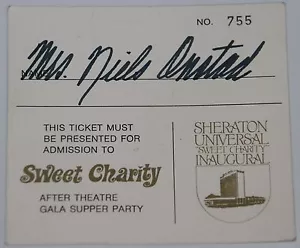 NO. 755
Mrs. Niels Onstad
THIS TICKET MUST
BE PRESENTED FOR
ADMISSION TO
Sweet Charity
AFTER THEATRE
GALA SUPPER PARTY
SHERATON
UNIVERSAL
"SWEET CHARITY"
INAUGURAL